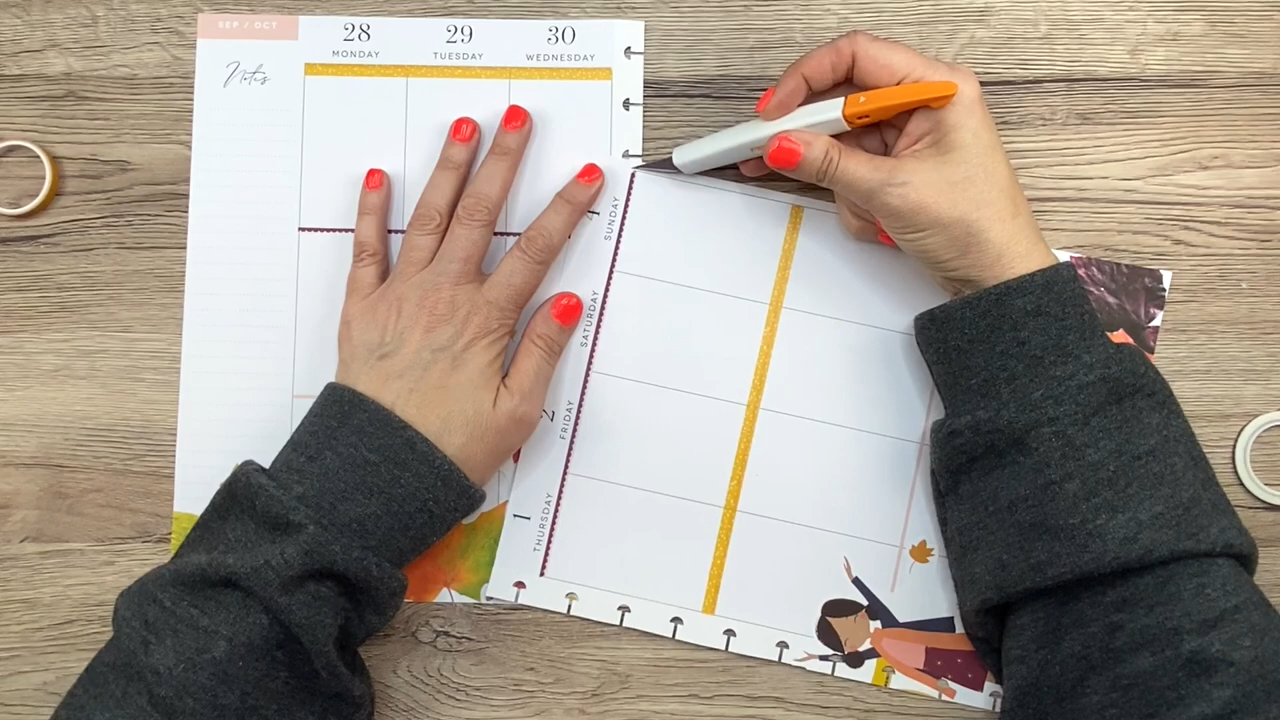 SEP / OCT
28
29
30
MONDAY
TUESDAY
WEDNESDAY
Notes
4
SUNDAY
SATURDAY
2
FRIDAY
1
THURSDAY